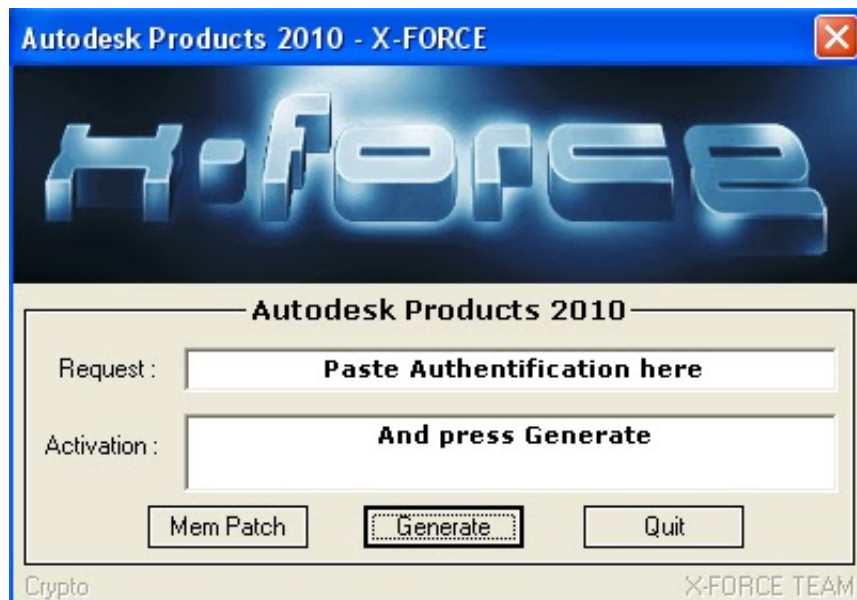 Autodesk Products 2010 - X-FORCE
x-force
Autodesk Products 2010
Request :
Paste Authentification here
Activation :
And press Generate
Mem Patch
Generate
Quit
Crypto
X-FORCE TEAM